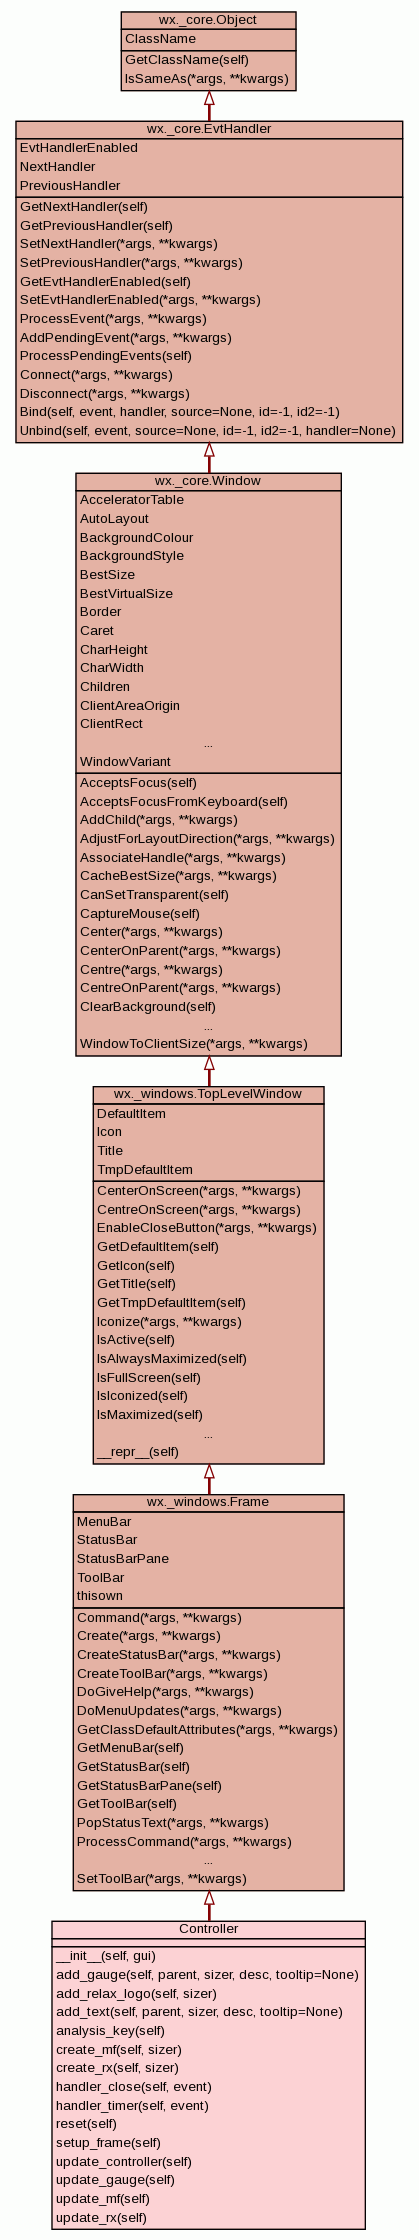 wx._core.Object
ClassName
GetClassName(self)
IsSameAs(*args, **kwargs)
wx._core.EvtHandler
EvtHandlerEnabled
NextHandler
PreviousHandler
GetNextHandler(self)
GetPreviousHandler(self)
SetNextHandler(*args, **kwargs)
SetPreviousHandler(*args, **kwargs)
GetEvtHandlerEnabled(self)
SetEvtHandlerEnabled(*args, **kwargs)
ProcessEvent(*args, **kwargs)
AddPendingEvent(*args, **kwargs)
ProcessPendingEvents(self)
Connect(*args, **kwargs)
Disconnect(*args, **kwargs)
Bind(self, event, handler, source=None, id=-1, id2=-1)
Unbind(self, event, source=None, id=-1, id2=-1, handler=None)
wx._core.Window
AcceleratorTable
AutoLayout
BackgroundColour
BackgroundStyle
BestSize
BestVirtualSize
Border
Caret
CharHeight
CharWidth
Children
ClientAreaOrigin
ClientRect
...
WindowVariant
AcceptsFocus(self)
AcceptsFocusFromKeyboard(self)
AddChild(*args, **kwargs)
AdjustForLayoutDirection(*args, **kwargs)
AssociateHandle(*args, **kwargs)
CacheBestSize(*args, **kwargs)
CanSetTransparent(self)
CaptureMouse(self)
Center(*args, **kwargs)
CenterOnParent(*args, **kwargs)
Centre(*args, **kwargs)
CentreOnParent(*args, **kwargs)
ClearBackground(self)
...
WindowToClientSize(*args, **kwargs)
wx._windows.TopLevelWindow
DefaultItem
Icon
Title
TmpDefaultItem
CenterOnScreen(*args, **kwargs)
CentreOnScreen(*args, **kwargs)
EnableCloseButton(*args, **kwargs)
GetDefaultItem(self)
GetIcon(self)
GetTitle(self)
GetTmpDefaultItem(self)
Iconize(*args, **kwargs)
IsActive(self)
IsAlwaysMaximized(self)
IsFullScreen(self)
IsIconized(self)
IsMaximized(self)
...
__repr__(self)
wx._windows.Frame
MenuBar
StatusBar
StatusBarPane
ToolBar
thisown
Command(*args, **kwargs)
Create(*args, **kwargs)
CreateStatusBar(*args, **kwargs)
CreateToolBar(*args, **kwargs)
DoGiveHelp(*args, **kwargs)
DoMenuUpdates(*args, **kwargs)
GetClassDefaultAttributes(*args, **kwargs)
GetMenuBar(self)
GetStatusBar(self)
GetStatusBarPane(self)
GetToolBar(self)
PopStatusText(*args, **kwargs)
ProcessCommand(*args, **kwargs)
...
SetToolBar(*args, **kwargs)
Controller
__init__(self, gui)
add_gauge(self, parent, sizer, desc, tooltip=None)
add_relax_logo(self, sizer)
add_text(self, parent, sizer, desc, tooltip=None)
analysis_key(self)
create_mf(self, sizer)
create_rx(self, sizer)
handler_close(self, event)
handler_timer(self, event)
reset(self)
setup_frame(self)
update_controller(self)
update_gauge(self)
update_mf(self)
update_rx(self)